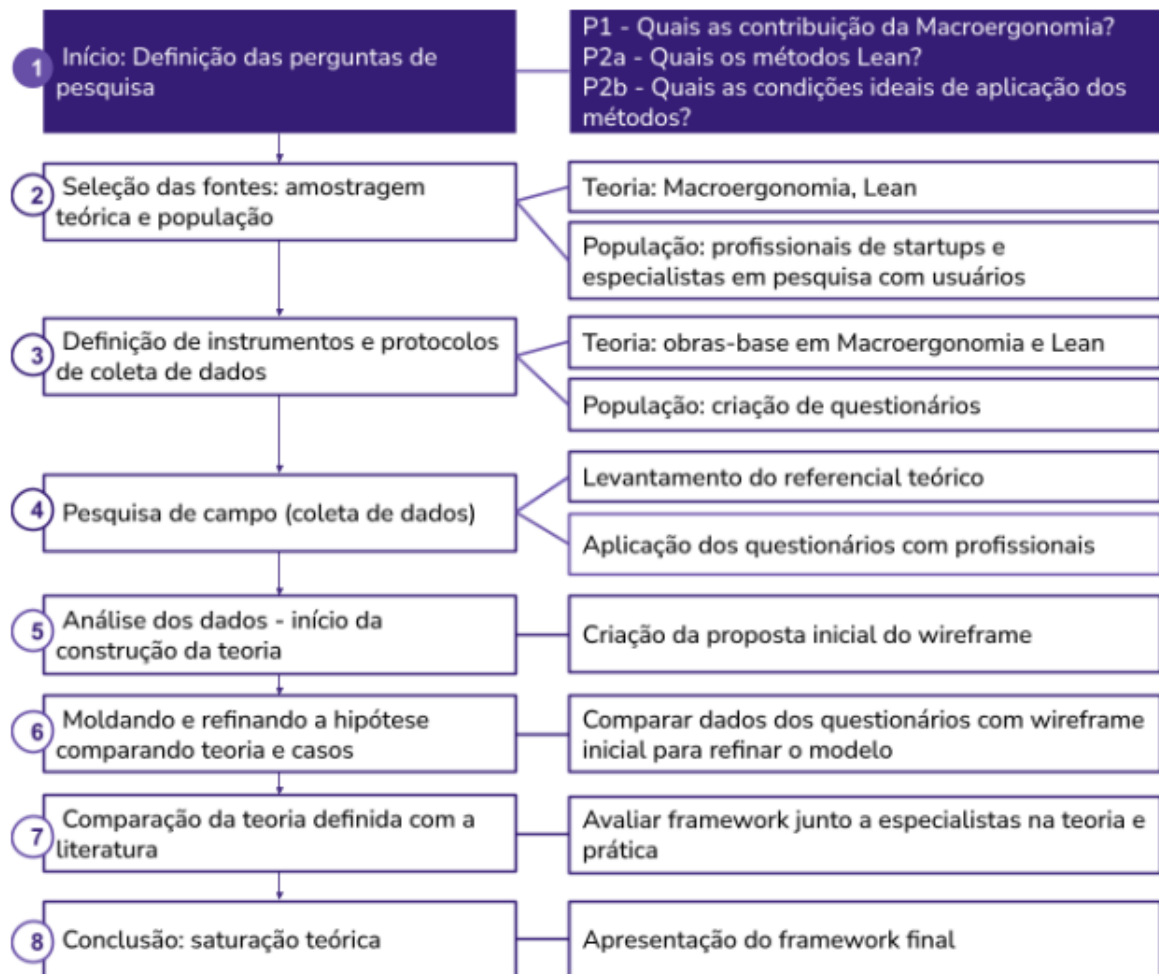 1
Início: Definição das perguntas de
pesquisa
P1 - Quais as contribuição da Macroergonomia?
P2a - Quais os métodos Lean?
P2b - Quais as condições ideais de aplicação dos
métodos?
2
Seleção das fontes: amostragem
teórica e população
Teoria: Macroergonomia, Lean
População: profissionais de startups e
especialistas em pesquisa com usuários
3
Definição de instrumentos e protocolos
de coleta de dados
Teoria: obras-base em Macroergonomia e Lean
População: criação de questionários
4
Pesquisa de campo (coleta de dados)
Levantamento do referencial teórico
Aplicação dos questionários com profissionais
5
Análise dos dados - início da
construção da teoria
Criação da proposta inicial do wireframe
6
Moldando e refinando a hipótese
comparando teoria e casos
Comparar dados dos questionários com wireframe
inicial para refinar o modelo
7
Comparação da teoria definida com a
literatura
Avaliar framework junto a especialistas na teoria e
prática
8
Conclusão: saturação teórica
Apresentação do framework final